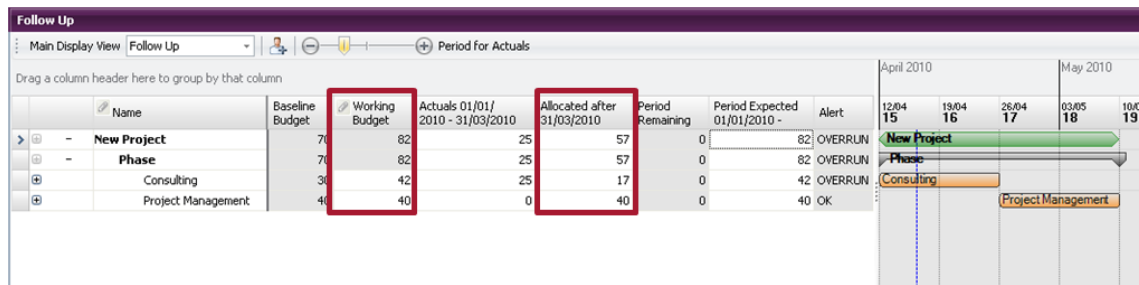 Follow Up
Main Display View Follow Up Period for Actuals
Drag a column header here to group by that column
April 2010 May 2010
Name Baseline Budget Working Budget Actuals 01/01/2010 - 31/03/2010 Allocated after 31/03/2010 Period Remaining Period Expected 01/01/2010 - Alert
12/04 19/04 26/04 03/05
15 16 17 18 19
New Project 70 82 25 57 0 82 OVERRUN New Project
Phase 70 82 25 57 0 82 OVERRUN Phase
Consulting 30 42 25 17 0 42 OVERRUN Consulting
Project Management 40 40 0 40 0 40 OK Project Management